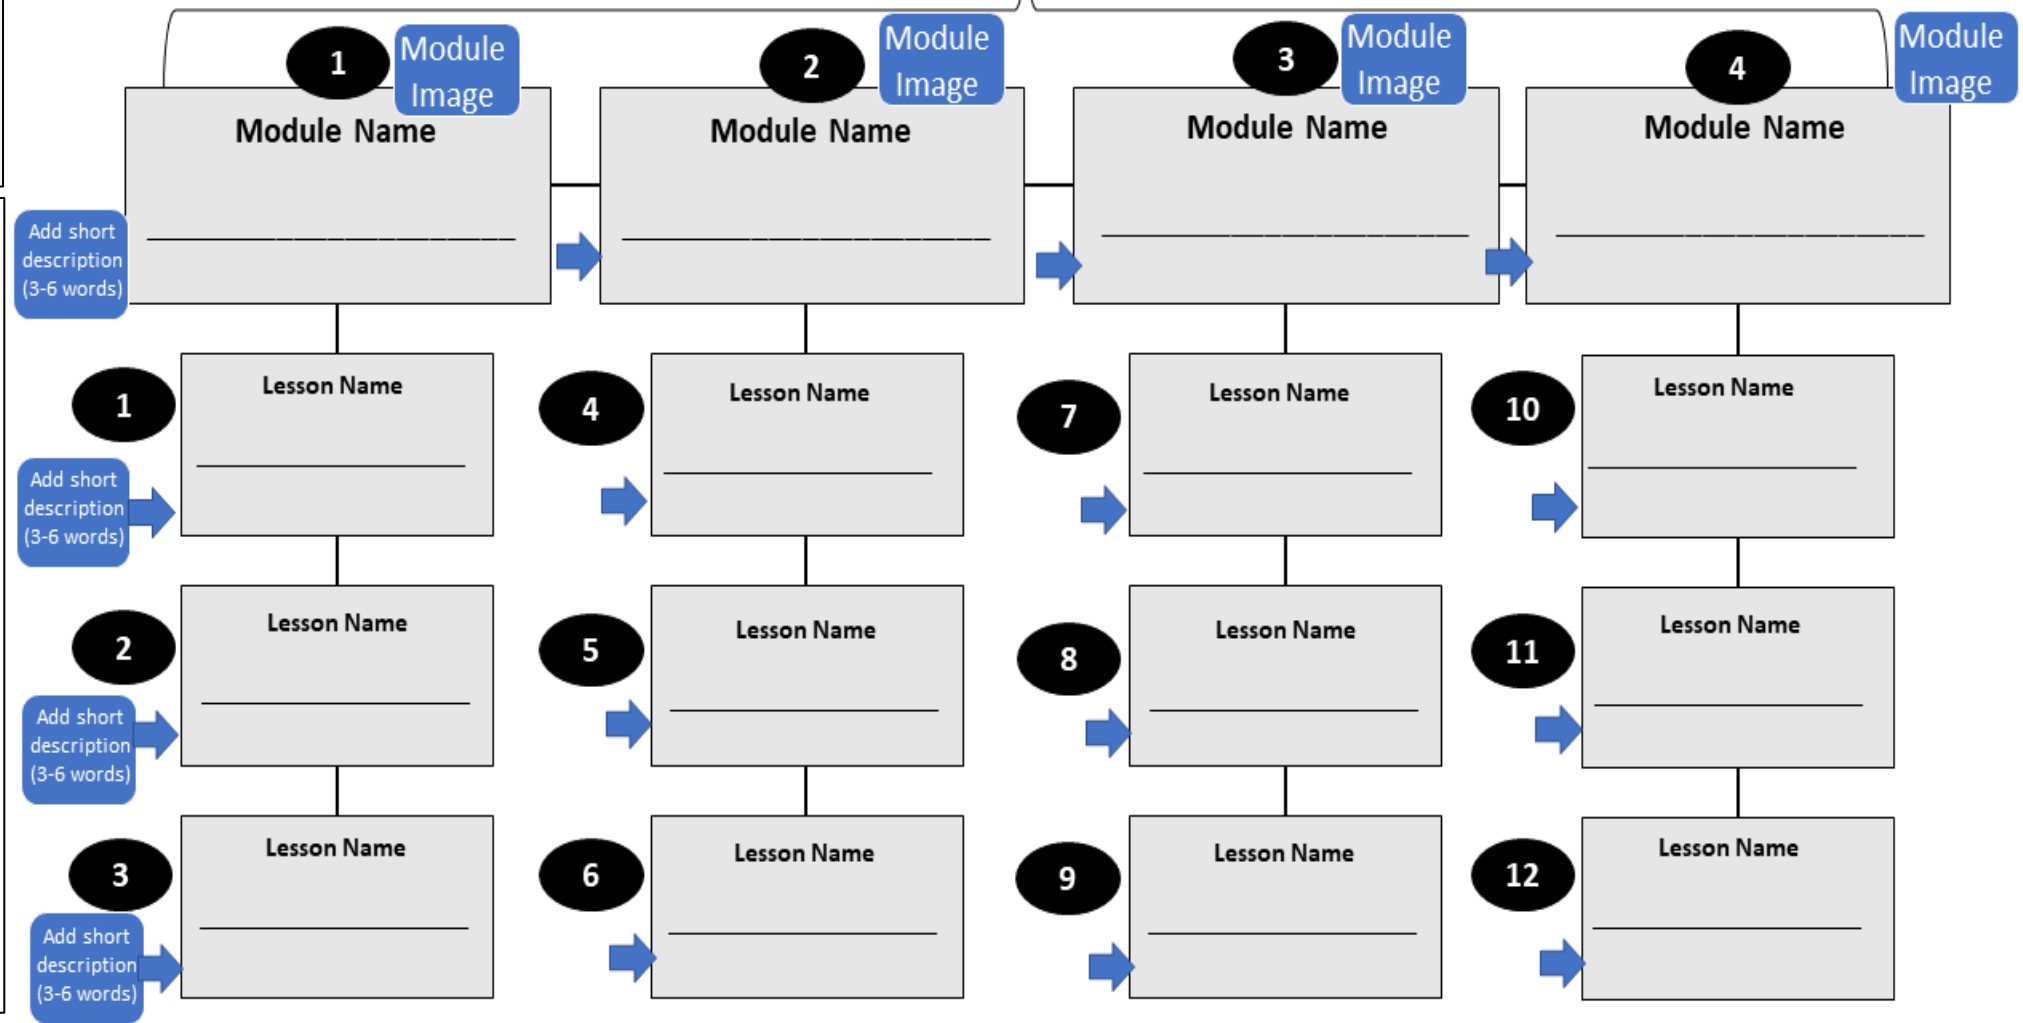 1
Module
Image
2
Module
Image
3
Module
Image
4
Module
Image
Module Name
Module Name
Module Name
Module Name
Add short
description
(3-6 words)
1
Lesson Name
4
Lesson Name
7
Lesson Name
10
Lesson Name
Add short
description
(3-6 words)
2
Lesson Name
5
Lesson Name
8
Lesson Name
11
Lesson Name
Add short
description
(3-6 words)
3
Lesson Name
6
Lesson Name
9
Lesson Name
12
Lesson Name
Add short
description
(3-6 words)